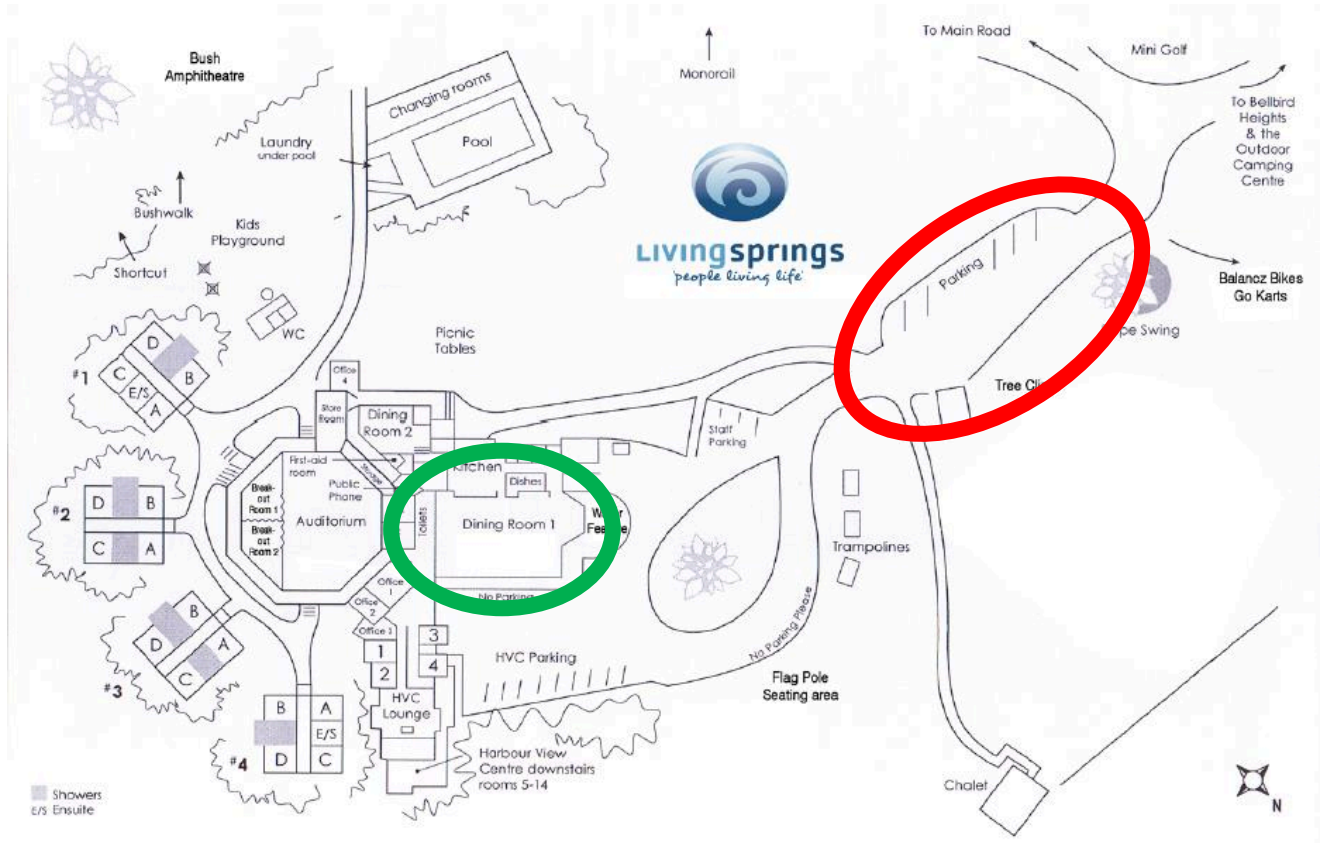 Bush
Amphitheatre
Changing rooms
Pool
Laundry
under pool
Monorail
To Main Road
Mini Golf
To Bellbird
Heights
& the
Outdoor
Camping
Centre
Bushwalk
Kids
Playground
Shortcut
WC
LIVINGSPRINGS
'people living life'
Parking
Balancz Bikes
Go Karts
Swing
Picnic
Tables
Tree
Staff
Parking
#1
D
C
B
E/S
A
Office
4
Store
Room
Dining
Room 2
First-aid
room
Storage
Public
Phone
Kitchen
Dishes
Break-
out
Room 1
Break-
out
Room 2
Auditorium
Toilets
Dining Room 1
#2
D
B
C
A
Trampolines
No Parking
No Parking Please
Office
1
Office
2
Office 3
1
2
3
4
HVC Parking
#3
B
A
D
C
Flag Pole
Seating area
HVC
Lounge
#4
B
A
E/S
D
C
Harbour View
Centre downstairs
rooms 5-14
Chalet
Showers
E/S Ensuite
N